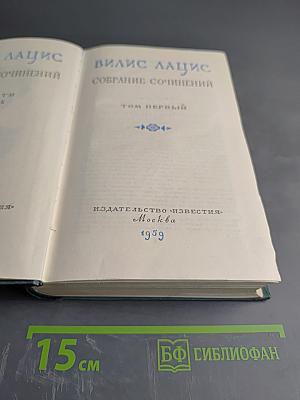 ЛАЦИС
СОЧИНЕНИЙ
ВИЛИС ЛАЦИС
СОБРАНИЕ СОЧИНЕНИЙ
ТОМ ПЕРВЫЙ
ИЗДАТЕЛЬСТВО «ИЗВЕСТИЯ»
Москва
1959
15 см
БФ БИБЛИОФАН